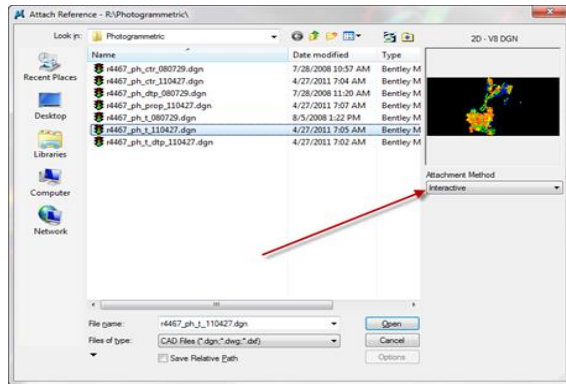 Attach Reference - R:\Photogrammetric\
Look in: Photogrammetric
2D - V8 DGN
Name Date modified Type
r4467_ph_ctr_080729.dgn 7/28/2008 10:57 AM Bentley M
r4467_ph_ctr_110427.dgn 4/27/2011 7:04 AM Bentley M
r4467_ph_dtp_080729.dgn 7/28/2008 11:20 AM Bentley M
r4467_ph_prop_110427.dgn 4/27/2011 7:07 AM Bentley M
r4467_ph_t_080729.dgn 8/5/2008 1:22 PM Bentley M
r4467_ph_t_110427.dgn 4/27/2011 7:05 AM Bentley M
r4467_ph_t_dtp_110427.dgn 4/27/2011 7:02 AM Bentley M
Recent Places
Desktop
Libraries
Computer
Network
Attachment Method
Interactive
File name: r4467_ph_t_110427.dgn Open
Files of type: CAD Files (*.dgn;*.dwg;*.dxf) Cancel
Save Relative Path Options